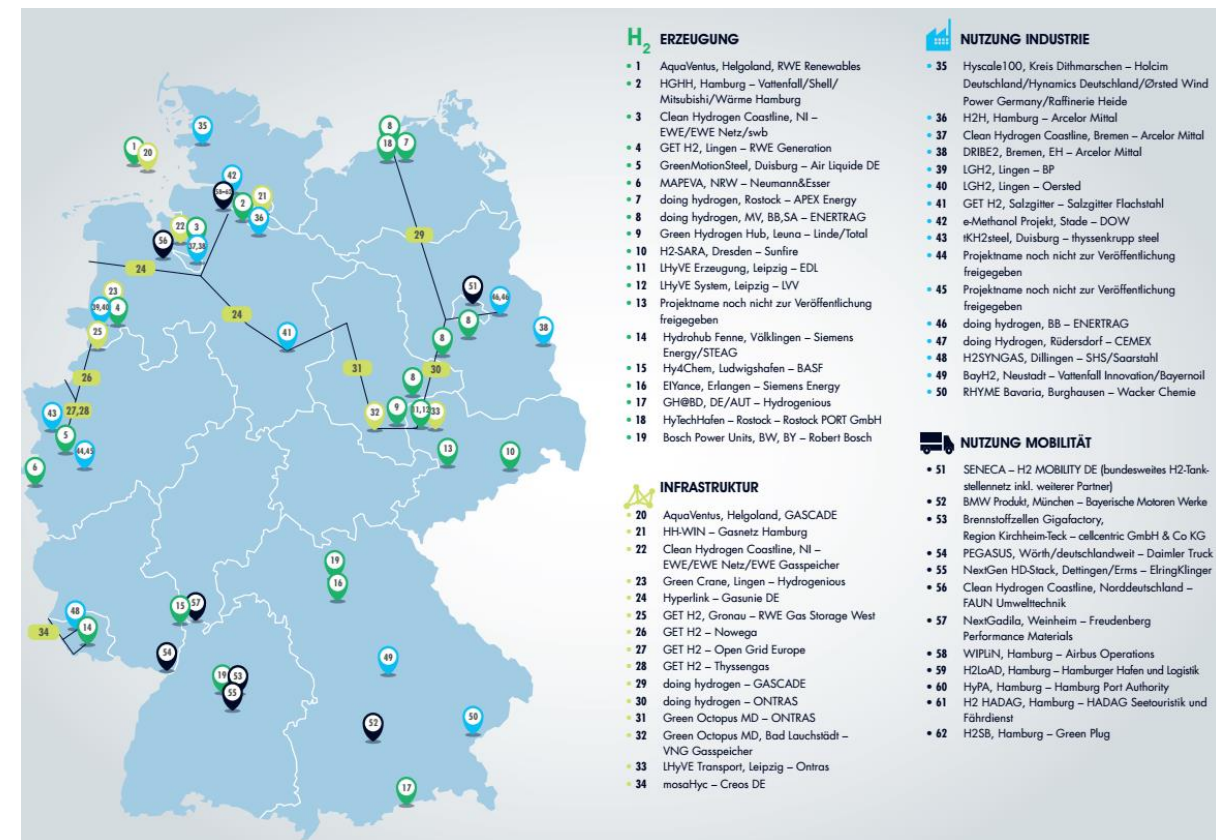 H2 ERZEUGUNG
• 1 AquaVentus, Helgoland, RWE Renewables
• 2 HGHH, Hamburg – Vattenfall/Shell/
Mitsubishi/Wärme Hamburg
• 3 Clean Hydrogen Coastline, NI –
EWE/EWE Netz/swb
• 4 GET H2, Lingen – RWE Generation
• 5 GreenMotionSteel, Duisburg – Air Liquide DE
• 6 MAPEVA, NRW – Neumann&Esser
• 7 doing hydrogen, Rostock – APEX Energy
• 8 doing hydrogen, MV, BB,SA – ENERTRAG
• 9 Green Hydrogen Hub, Leuna – Linde/Total
• 10 H2-SARA, Dresden – Sunfire
• 11 LHyVE Erzeugung, Leipzig – EDL
• 12 LHyVE System, Leipzig – LVV
• 13 Projektname noch nicht zur Veröffentlichung
freigegeben
• 14 Hydrohub Fenne, Völklingen – Siemens
Energy/STEAG
• 15 Hy4Chem, Ludwigshafen – BASF
• 16 ElYance, Erlangen – Siemens Energy
• 17 GH@BD, DE/AUT – Hydrogenious
• 18 HyTechHafen – Rostock – Rostock PORT GmbH
• 19 Bosch Power Units, BW, BY – Robert Bosch
INFRASTRUKTUR
• 20 AquaVentus, Helgoland, GASCADE
• 21 HH-WIN – Gasnetz Hamburg
• 22 Clean Hydrogen Coastline, NI –
EWE/EWE Netz/EWE Gasspeicher
• 23 Green Crane, Lingen – Hydrogenious
• 24 Hyperlink – Gasunie DE
• 25 GET H2, Gronau – RWE Gas Storage West
• 26 GET H2 – Nowega
• 27 GET H2 – Open Grid Europe
• 28 GET H2 – Thyssengas
• 29 doing hydrogen – GASCADE
• 30 doing hydrogen – ONTRAS
• 31 Green Octopus MD – ONTRAS
• 32 Green Octopus MD, Bad Lauchstädt –
VNG Gasspeicher
• 33 LHyVE Transport, Leipzig – Ontras
• 34 mosaHyc – Creos DE
NUTZUNG INDUSTRIE
• 35 Hyscale100, Kreis Dithmarschen – Holcim
Deutschland/Hynamics Deutschland/Ørsted Wind
Power Germany/Raffinerie Heide
• 36 H2H, Hamburg – Arcelor Mittal
• 37 Clean Hydrogen Coastline, Bremen – Arcelor Mittal
• 38 DRIBE2, Bremen, EH – Arcelor Mittal
• 39 LGH2, Lingen – BP
• 40 LGH2, Lingen – Oersted
• 41 GET H2, Salzgitter – Salzgitter Flachstahl
• 42 e-Methanol Projekt, Stade – DOW
• 43 tKH2steel, Duisburg – thyssenkrupp steel
• 44 Projektname noch nicht zur Veröffentlichung
freigegeben
• 45 Projektname noch nicht zur Veröffentlichung
freigegeben
• 46 doing hydrogen, BB – ENERTRAG
• 47 doing Hydrogen, Rüdersdorf – CEMEX
• 48 H2SYNGAS, Dillingen – SHS/Saarstahl
• 49 BayH2, Neustadt – Vattenfall Innovation/Bayernoil
• 50 RHYME Bavaria, Burghausen – Wacker Chemie
NUTZUNG MOBILITÄT
• 51 SENECA – H2 MOBILITY DE (bundesweites H2-Tank-
stellennetz inkl. weiterer Partner)
• 52 BMW Produkt, München – Bayerische Motoren Werke
• 53 Brennstoffzellen Gigafactory,
Region Kirchheim-Teck – cellcentric GmbH & Co KG
• 54 PEGASUS, Wörth/deutschlandweit – Daimler Truck
• 55 NextGen HD-Stack, Dettingen/Erms – ElringKlinger
• 56 Clean Hydrogen Coastline, Norddeutschland –
FAUN Umwelttechnik
• 57 NextGadila, Weinheim – Freudenberg
Performance Materials
• 58 WIPLiN, Hamburg – Airbus Operations
• 59 H2LoAD, Hamburg – Hamburger Hafen und Logistik
• 60 HyPA, Hamburg – Hamburg Port Authority
• 61 H2 HADAG, Hamburg – HADAG Seetouristik und
Fährdienst
• 62 H2SB, Hamburg – Green Plug
8
35
1
20
18
7
42
2
21
36
22
3
56
37,38
29
24
51
46,46
23
39,40
4
24
8
38
25
41
8
31
30
26
8
43
27,28
32
9
11,12
33
5
44,45
13
10
6
19
16
48
15
57
14
34
54
49
19
53
55
50
52
17